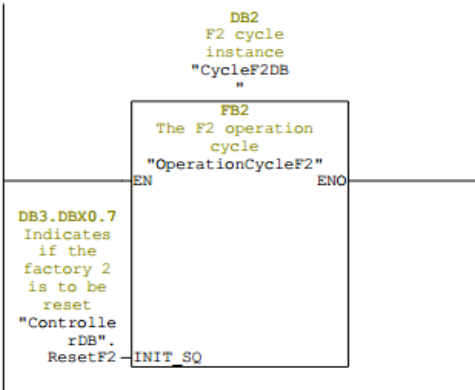 DB2
F2 cycle
instance
"CycleF2DB
"
FB2
The F2 operation
cycle
"OperationCycleF2"
EN ENO
DB3.DBX0.7
Indicates
if the
factory 2
is to be
reset
"Controlle
rDB".
ResetF2 INIT_SQ